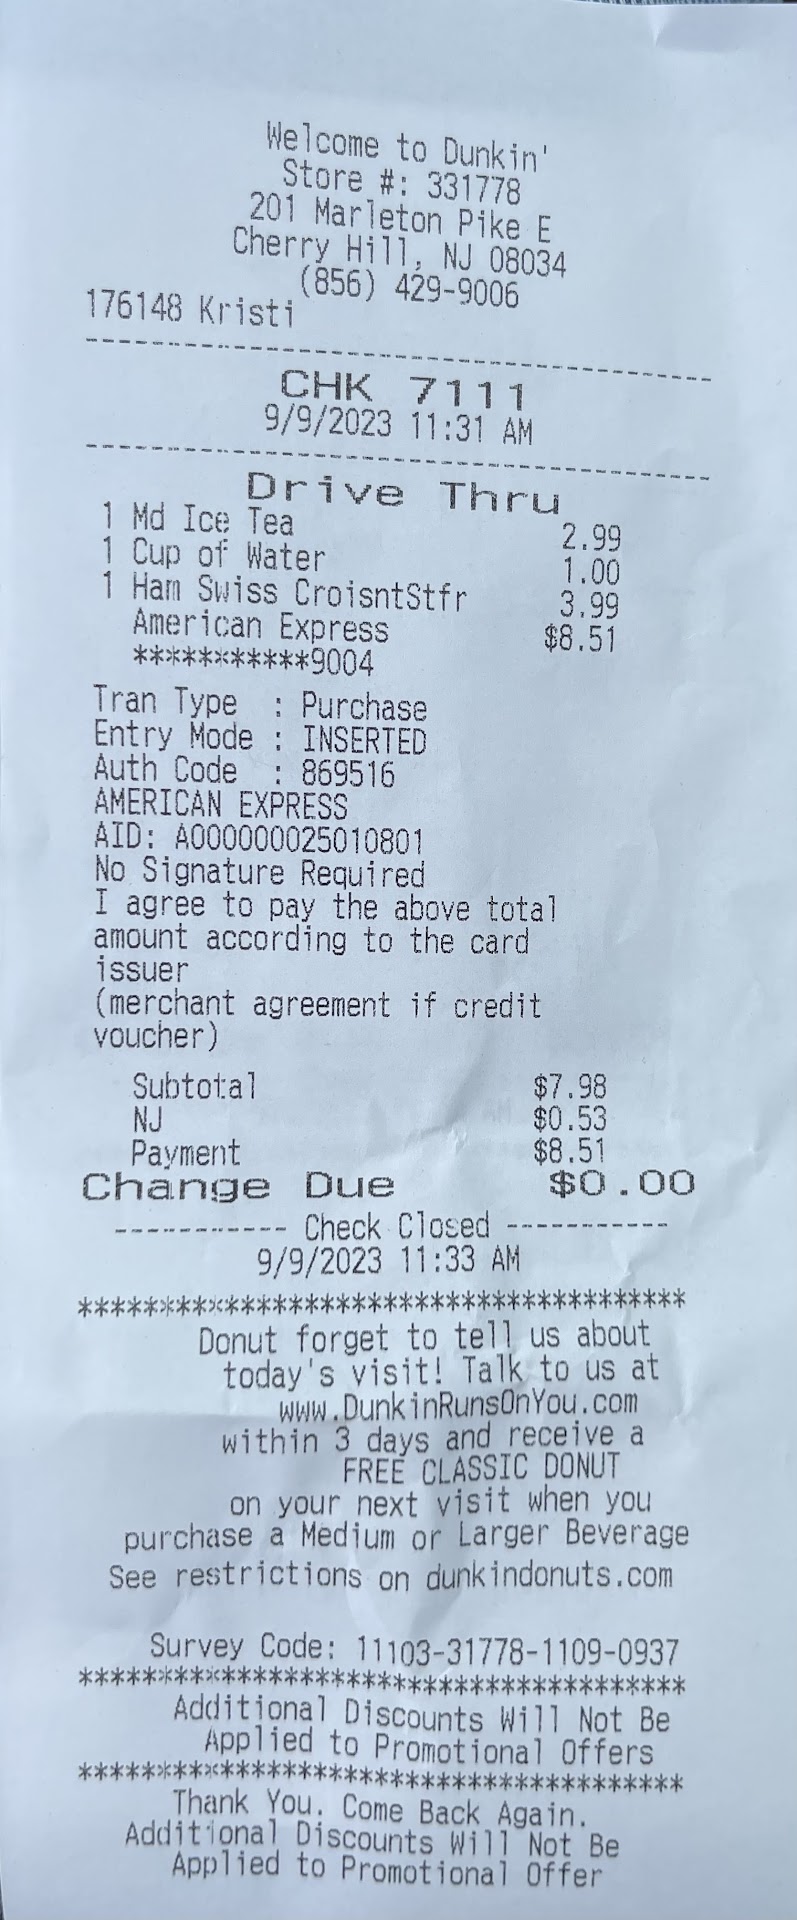 Welcome to Dunkin'
Store #: 331778
201 Marleton Pike E
Cherry Hill, NJ 08034
(856) 429-9006
176148 Kristi
CHK 7111
9/9/2023 11:31 AM
Drive Thru
1 Md Ice Tea 2.99
1 Cup of Water 1.00
1 Ham Swiss CroisntStfr 3.99
American Express $8.51
***********9004
Tran Type : Purchase
Entry Mode : INSERTED
Auth Code : 869516
AMERICAN EXPRESS
AID: A000000025010801
No Signature Required
I agree to pay the above total
amount according to the card
issuer
(merchant agreement if credit
voucher)
Subtotal $7.98
NJ $0.53
Payment $8.51
Change Due $0.00
----------- Check Closed -----------
9/9/2023 11:33 AM
***************************************
Donut forget to tell us about
today's visit! Talk to us at
www.DunkinRunsOnYou.com
within 3 days and receive a
FREE CLASSIC DONUT
on your next visit when you
purchase a Medium or Larger Beverage
See restrictions on dunkindonuts.com
Survey Code: 11103-31778-1109-0937
***************************************
Additional Discounts Will Not Be
Applied to Promotional Offers
***************************************
Thank You. Come Back Again.
Additional Discounts Will Not Be
Applied to Promotional Offer